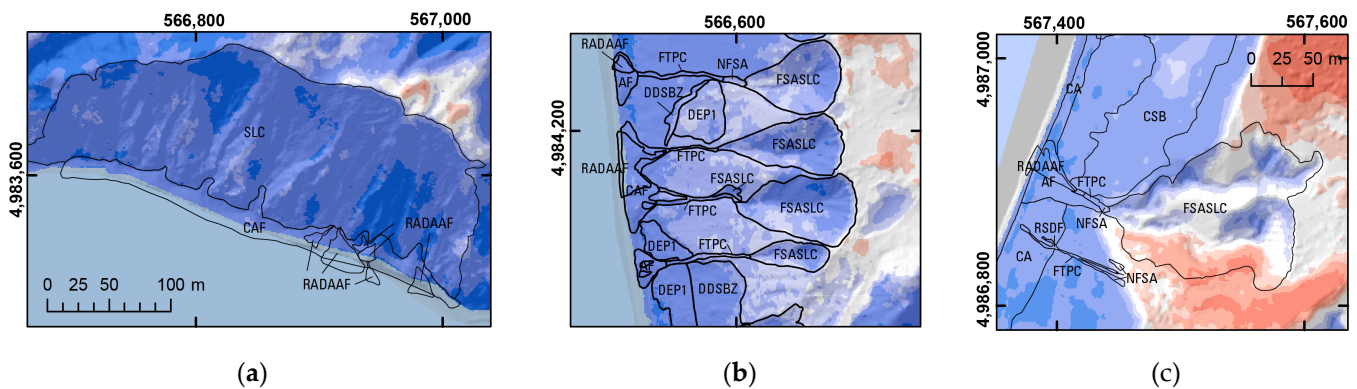 566,800
567,000
4,983,600
SLC
CAF
RADAAF
RADAAF
0 25 50 100 m
(a)
566,600
4,984,200
RADAAF
FTPC
NFSA
AF
FSASLC
DDSBZ
DEP1
FTPC
FSASLC
RADAAF
FSASLC
CAF
FSASLC
FTPC
DEP1
FTPC
FSASLC
AF
DEP1
DDSBZ
(b)
567,400
567,600
4,987,000
4,986,800
0 25 50 m
CA
CSB
RADAAF
AF
FTPC
FSASLC
NFSA
RSDF
CA
FTPC
NFSA
(c)